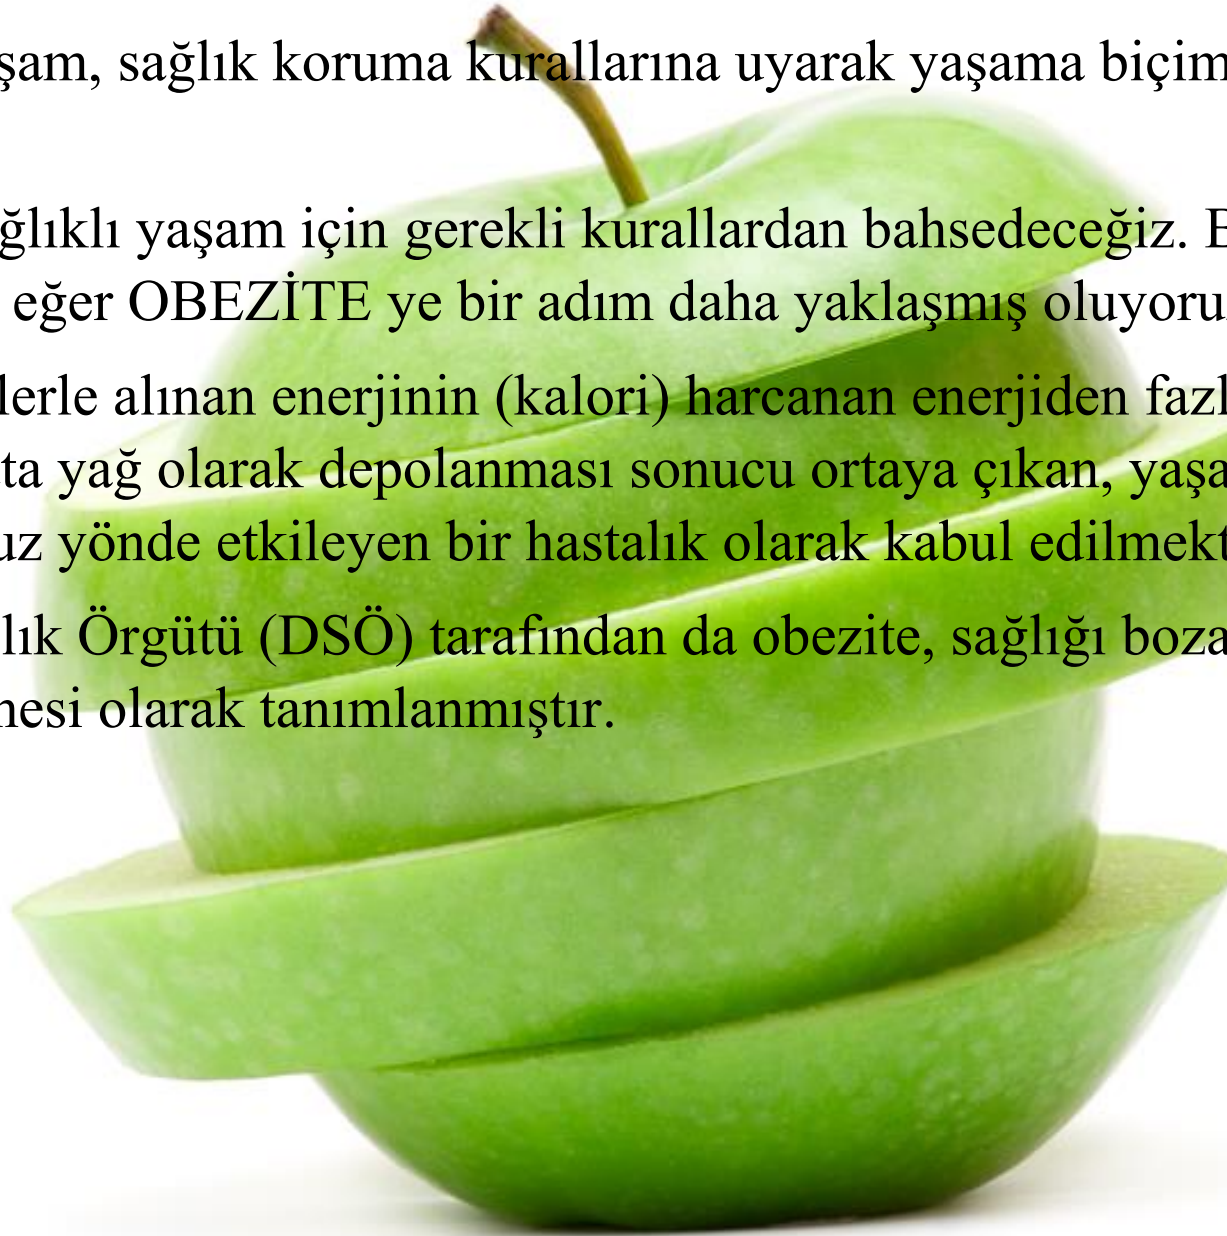 şam, sağlık koruma kurallarına uyarak yaşama biçim
ğlıklı yaşam için gerekli kurallardan bahsedeceğiz.
eğer OBEZİTE ye bir adım daha yaklaşmış oluyoru
lerle alınan enerjinin (kalori) harcanan enerjiden fazl
ta yağ olarak depolanması sonucu ortaya çıkan, yaşa
uz yönde etkileyen bir hastalık olarak kabul edilmekt
lık Örgütü (DSÖ) tarafından da obezite, sağlığı boza
mesi olarak tanımlanmıştır.